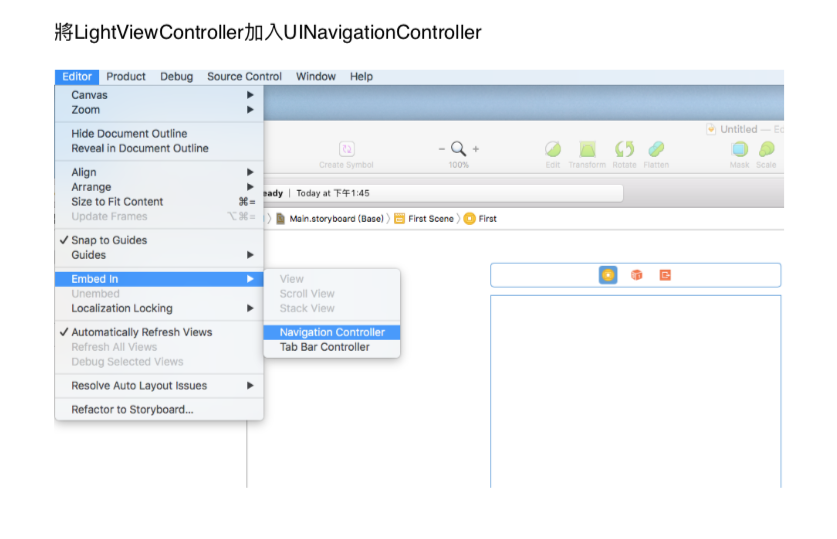 將LightViewController加入UINavigationController
Editor Product Debug Source Control Window Help
Canvas
Zoom
Hide Document Outline
Reveal in Document Outline
Align
Arrange
Size to Fit Content ⌘=
Update Frames ⌥⌘=
Snap to Guides
Guides
Embed In
Unembed
Localization Locking
Automatically Refresh Views
Refresh All Views
Debug Selected Views
Resolve Auto Layout Issues
Refactor to Storyboard...
View
Scroll View
Stack View
Navigation Controller
Tab Bar Controller
Untitled —
Create Symbol
100%
Edit Transform Rotate Flatten Mask Scale
Today at 下午1:45
Main.storyboard (Base) First Scene First